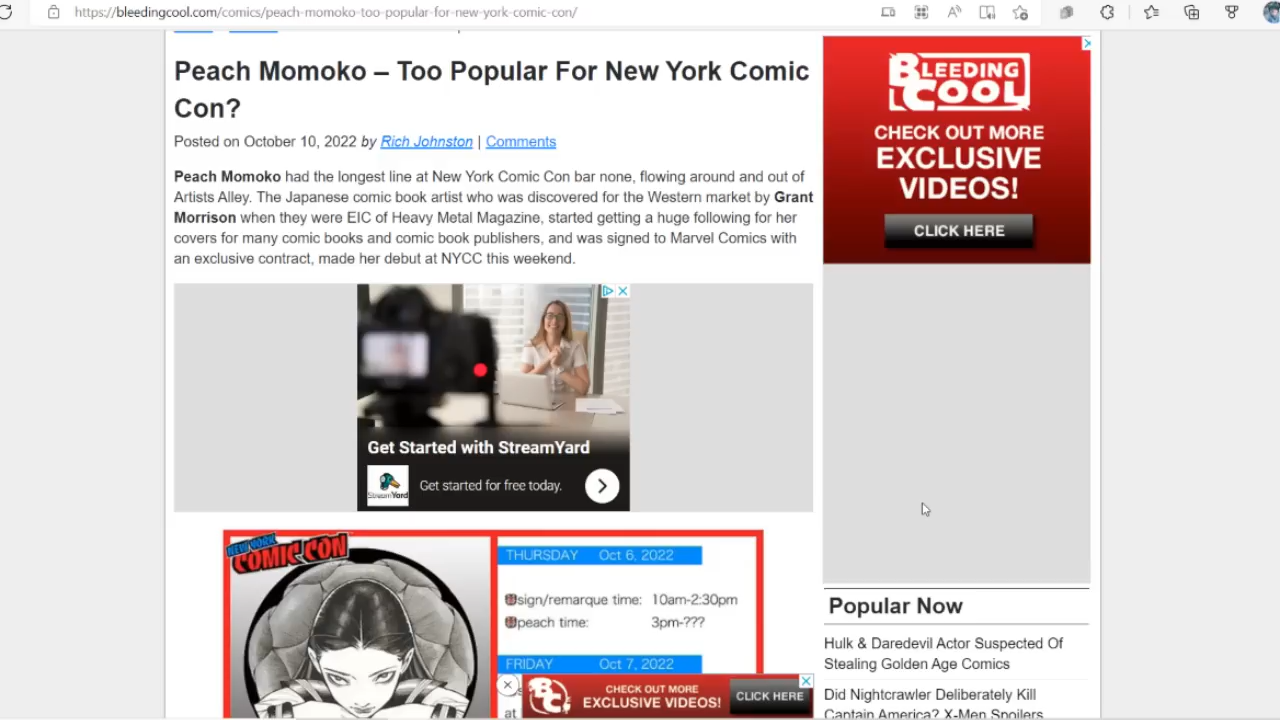 https://bleedingcool.com/comics/peach-momoko-too-popular-for-new-york-comic-con/
Peach Momoko – Too Popular For New York Comic
Con?
Posted on October 10, 2022 by Rich Johnston | Comments
Peach Momoko had the longest line at New York Comic Con bar none, flowing around and out of
Artists Alley. The Japanese comic book artist who was discovered for the Western market by Grant
Morrison when they were EIC of Heavy Metal Magazine, started getting a huge following for her
covers for many comic books and comic book publishers, and was signed to Marvel Comics with
an exclusive contract, made her debut at NYCC this weekend.
Get Started with StreamYard
StreamYard
Get started for free today.
NEW YORK
COMIC CON
THURSDAY Oct 6, 2022
sign/remarque time: 10am-2:30pm
peach time: 3pm-???
FRIDAY Oct 7, 2022
at
BC
CHECK OUT MORE
EXCLUSIVE VIDEOS!
CLICK HERE
BLEEDING
COOL
CHECK OUT MORE
EXCLUSIVE
VIDEOS!
CLICK HERE
Popular Now
Hulk & Daredevil Actor Suspected Of
Stealing Golden Age Comics
Did Nightcrawler Deliberately Kill
Captain America? X-Men Spoilers